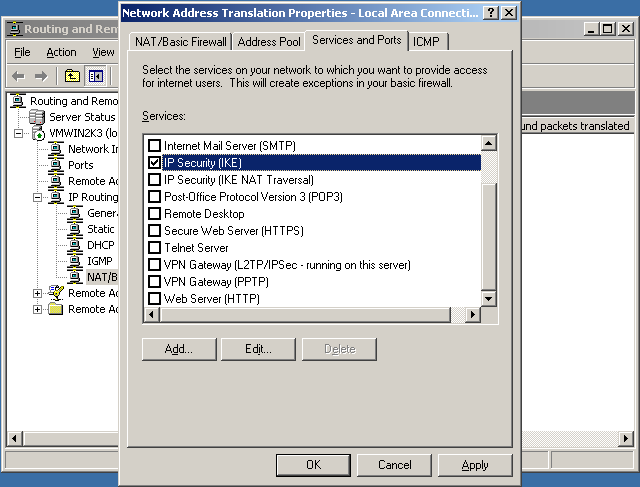 Network Address Translation Properties - Local Area Connecti...
Routing and Rem
File Action View
NAT/Basic Firewall Address Pool Services and Ports ICMP
Select the services on your network to which you want to provide access
for internet users. This will create exceptions in your basic firewall.
Services:
Internet Mail Server (SMTP)
IP Security (IKE)
IP Security (IKE NAT Traversal)
Post-Office Protocol Version 3 (POP3)
Remote Desktop
Secure Web Server (HTTPS)
Telnet Server
VPN Gateway (L2TP/IPSec - running on this server)
VPN Gateway (PPTP)
Web Server (HTTP)
Add... Edit... Delete
OK Cancel Apply
Routing and Remo
Server Status
VMWIN2K3 (lo
Network In
Ports
Remote Ac
IP Routing
Genera
Static
DHCP
IGMP
NAT/B
Remote Ac
Remote Ac
und packets translated